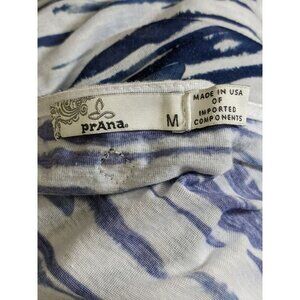 prAna.
M
MADE IN USA
OF
IMPORTED
COMPONENTS